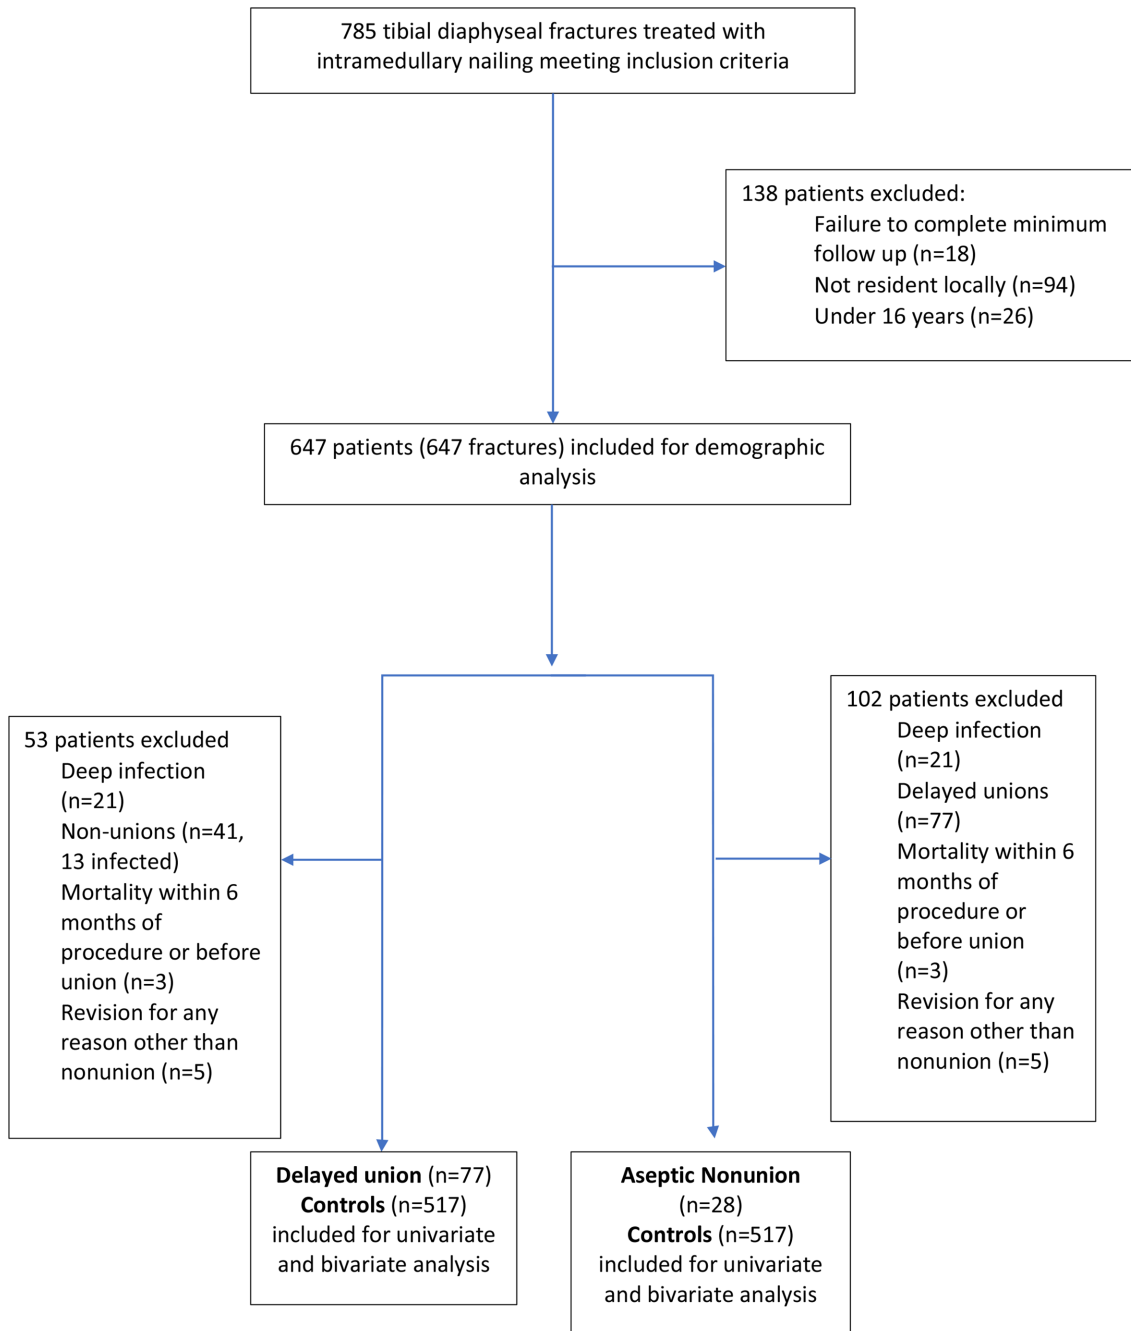 785 tibial diaphyseal fractures treated with
intramedullary nailing meeting inclusion criteria
138 patients excluded:
Failure to complete minimum
follow up (n=18)
Not resident locally (n=94)
Under 16 years (n=26)
647 patients (647 fractures) included for demographic
analysis
53 patients excluded
Deep infection
(n=21)
Non-unions (n=41,
13 infected)
Mortality within 6
months of
procedure or before
union (n=3)
Revision for any
reason other than
nonunion (n=5)
102 patients excluded
Deep infection
(n=21)
Delayed unions
(n=77)
Mortality within 6
months of
procedure or
before union
(n=3)
Revision for any
reason other than
nonunion (n=5)
Delayed union (n=77)
Controls (n=517)
included for univariate
and bivariate analysis
Aseptic Nonunion
(n=28)
Controls (n=517)
included for univariate
and bivariate analysis